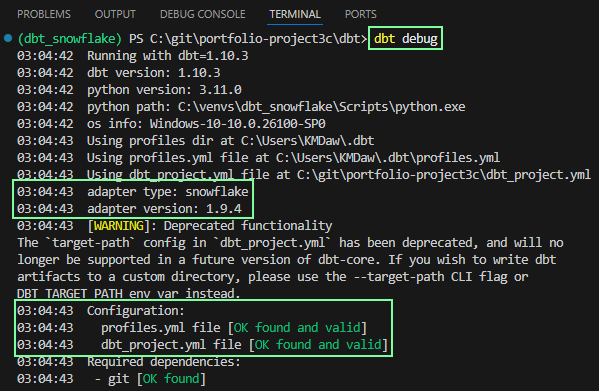 PROBLEMS OUTPUT DEBUG CONSOLE TERMINAL PORTS
(dbt_snowflake) PS C:\git\portfolio-project3c\dbt> dbt debug
03:04:42 Running with dbt=1.10.3
03:04:42 dbt version: 1.10.3
03:04:42 python version: 3.11.0
03:04:42 python path: C:\venvs\dbt_snowflake\Scripts\python.exe
03:04:42 os info: Windows-10-10.0.26100-SP0
03:04:43 Using profiles dir at C:\Users\KMDaw\.dbt
03:04:43 Using profiles.yml file at C:\Users\KMDaw\.dbt\profiles.yml
03:04:43 Using dbt_project.yml file at C:\git\portfolio-project3c\dbt_project.yml
03:04:43 adapter type: snowflake
03:04:43 adapter version: 1.9.4
03:04:43 [WARNING]: Deprecated functionality
The `target-path` config in `dbt_project.yml` has been deprecated, and will no
longer be supported in a future version of dbt-core. If you wish to write dbt
artifacts to a custom directory, please use the --target-path CLI flag or
DBT_TARGET_PATH env var instead.
03:04:43 Configuration:
03:04:43 profiles.yml file [OK found and valid]
03:04:43 dbt_project.yml file [OK found and valid]
03:04:43 Required dependencies:
03:04:43 - git [OK found]